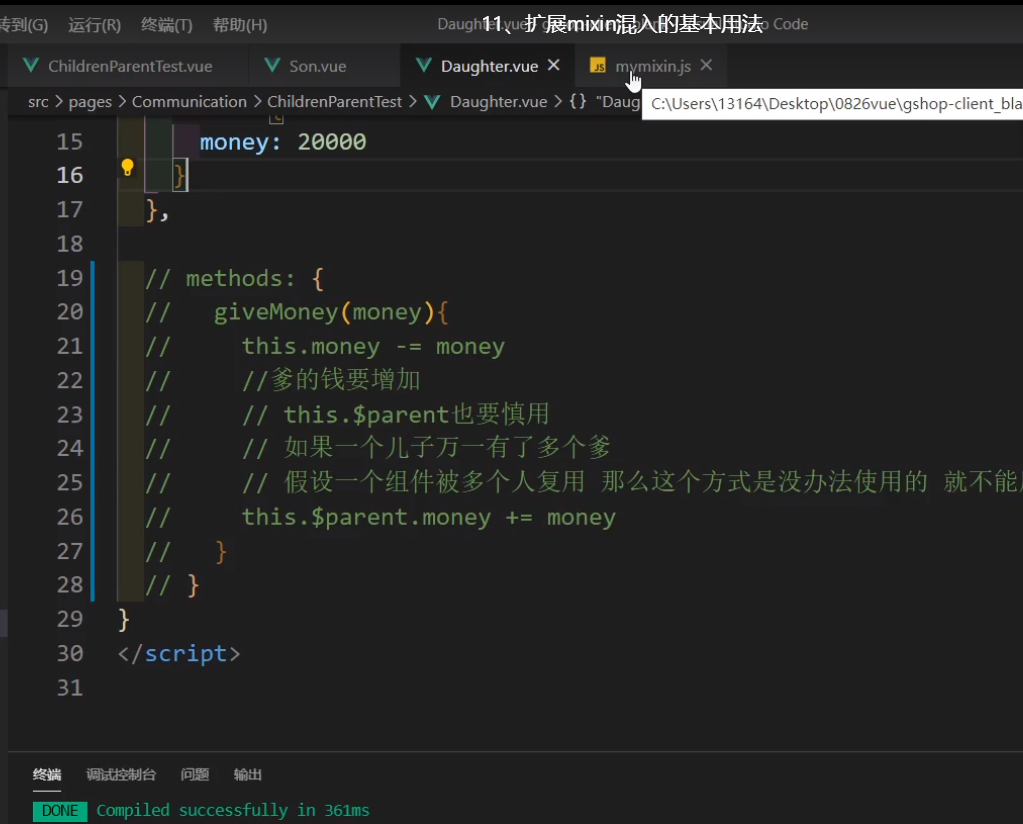 转到(G) 运行(R) 终端(T) 帮助(H) 11、扩展mixin混入的基本用法 Code
ChildrenParentTest.vue Son.vue Daughter.vue mymixin.js
src > pages > Communication > ChildrenParentTest > Daughter.vue > {} "Daug
C:\Users\13164\Desktop\0826vue\gshop-client_bla
15 money: 20000
16 }
17 },
18
19 // methods: {
20 // giveMoney(money){
21 // this.money -= money
22 // //爹的钱要增加
23 // // this.$parent也要慎用
24 // // 如果一个儿子万一有了多个爹
25 // // 假设一个组件被多个人复用 那么这个方式是没办法使用的 就不能
26 // this.$parent.money += money
27 // }
28 // }
29 }
30 </script>
31
终端 调试控制台 问题 输出
DONE Compiled successfully in 361ms